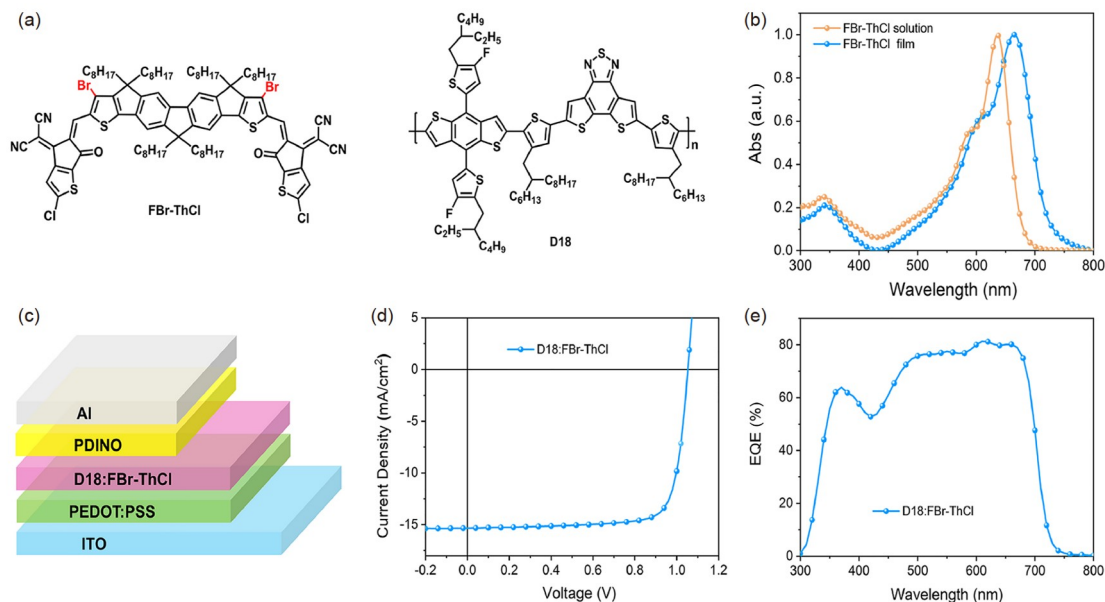 (a)
C₄H₉
C₂H₅
F
S
N N
S
C₈H₁₇ C₈H₁₇ C₈H₁₇ C₈H₁₇
Br Br
CN
NC
CN
CN
S S
O O
C₈H₁₇ C₈H₁₇
S S
Cl Cl
FBr-ThCl
S
S
S
S
S
S
n
C₈H₁₇
C₆H₁₃
C₈H₁₇
C₆H₁₃
S
F
C₂H₅
C₄H₉
D18
(b)
FBr-ThCl solution
FBr-ThCl film
Abs (a.u.)
1.0
0.8
0.6
0.4
0.2
0.0
300 400 500 600 700 800
Wavelength (nm)
(c)
Al
PDINO
D18:FBr-ThCl
PEDOT:PSS
ITO
(d)
D18:FBr-ThCl
Current Density (mA/cm²)
5
0
-5
-10
-15
-0.2 0.0 0.2 0.4 0.6 0.8 1.0 1.2
Voltage (V)
(e)
EQE (%)
80
60
40
20
0
D18:FBr-ThCl
300 400 500 600 700 800
Wavelength (nm)